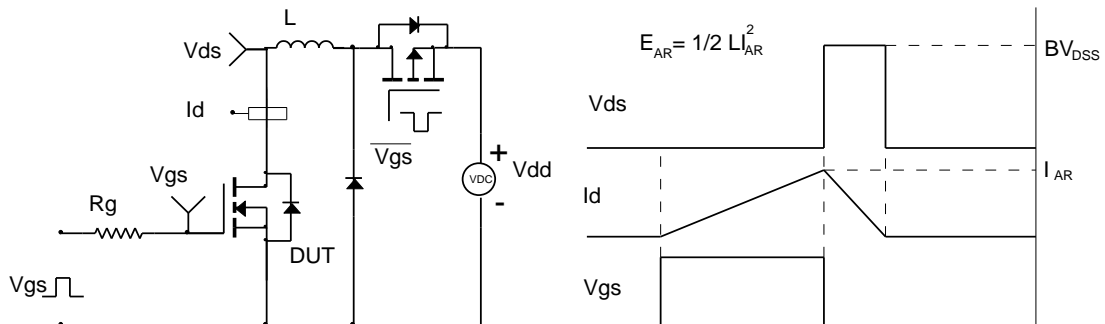 L
Vds
Id
Vgs
Rg
Vgs
DUT
Vgs
VDC
+
-
Vdd
E_AR = 1/2 LI_AR^2
Vds
BV_DSS
Id
I_AR
Vgs